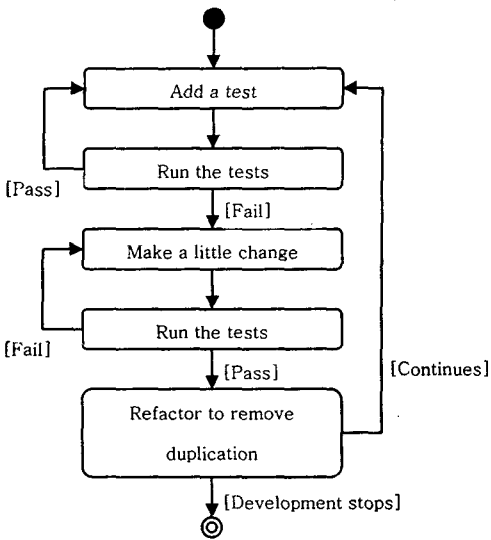 Add a test
[Pass]
Run the tests
[Fail]
Make a little change
[Fail]
Run the tests
[Pass]
[Continues]
Refactor to remove
duplication
[Development stops]